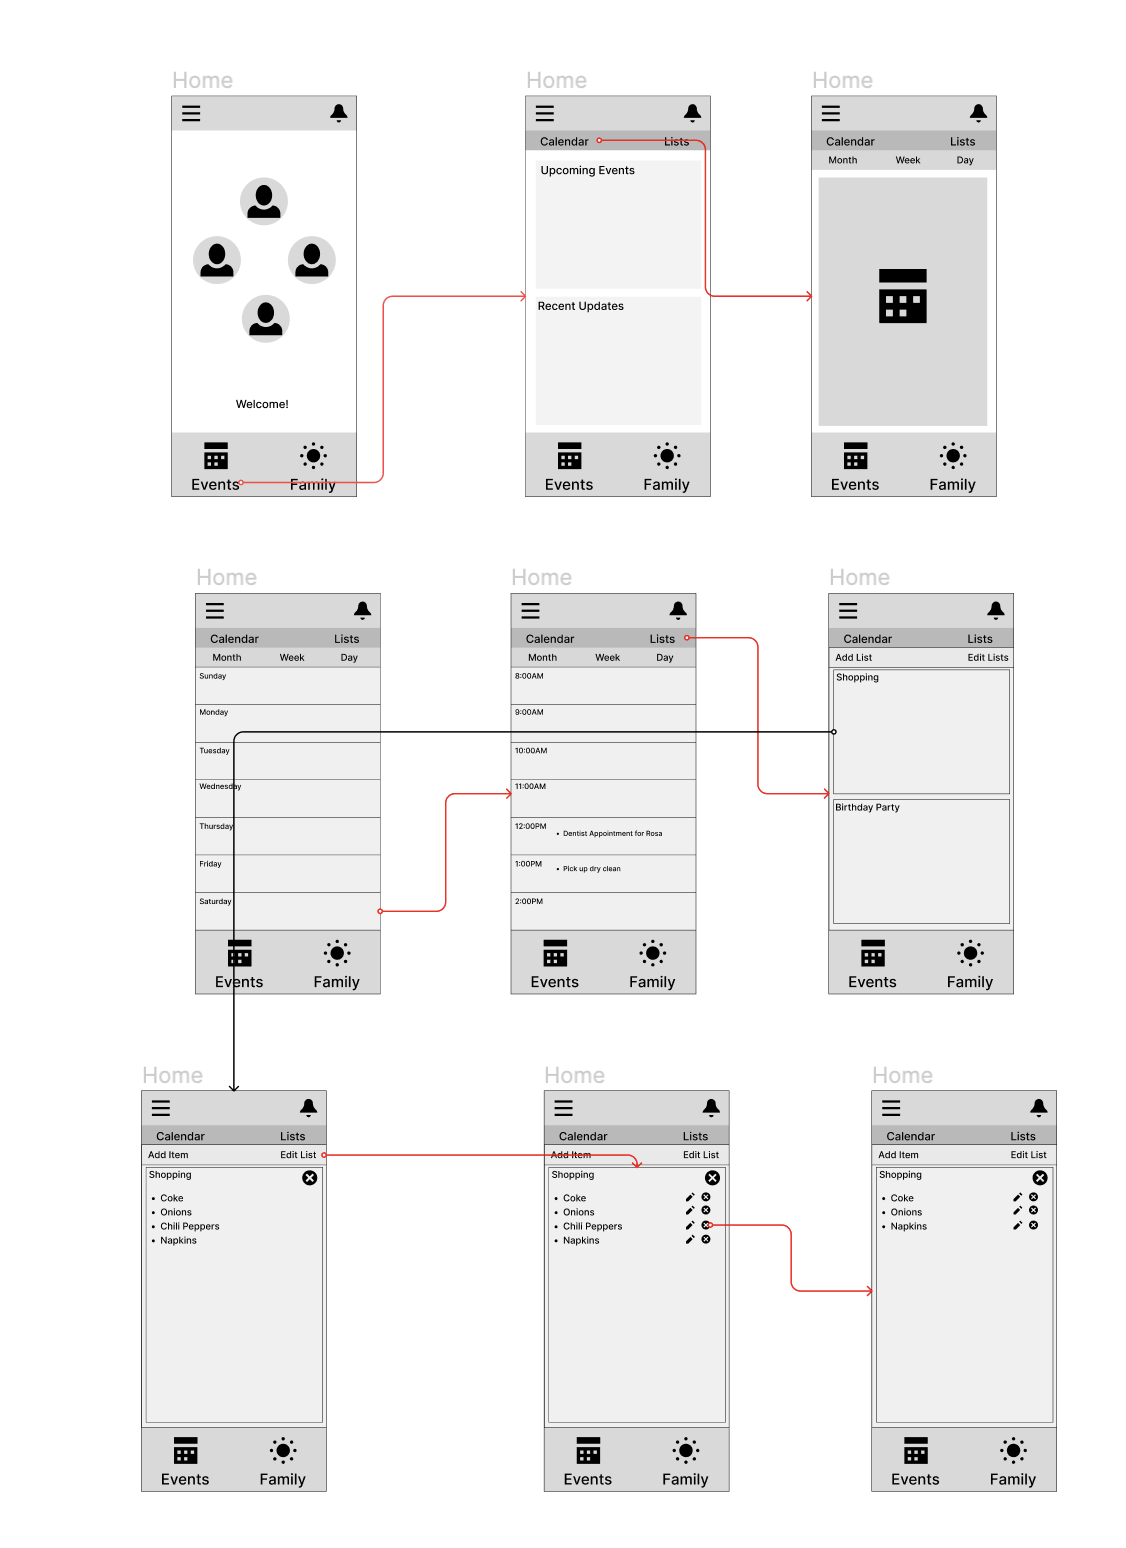 Home
Welcome!
Events Family
Home
Calendar Lists
Upcoming Events
Recent Updates
Events Family
Home
Calendar Lists
Month Week Day
Events Family
Home
Calendar Lists
Month Week Day
Sunday
Monday
Tuesday
Wednesday
Thursday
Friday
Saturday
Events Family
Home
Calendar Lists
Month Week Day
8:00AM
9:00AM
10:00AM
11:00AM
12:00PM
• Dentist Appointment for Rosa
1:00PM
• Pick up dry clean
2:00PM
Events Family
Home
Calendar Lists
Add List Edit Lists
Shopping
Birthday Party
Events Family
Home
Calendar Lists
Add Item Edit List
Shopping
• Coke
• Onions
• Chili Peppers
• Napkins
Events Family
Home
Calendar Lists
Add Item Edit List
Shopping
• Coke
• Onions
• Chili Peppers
• Napkins
Events Family
Home
Calendar Lists
Add Item Edit List
Shopping
• Coke
• Onions
• Napkins
Events Family